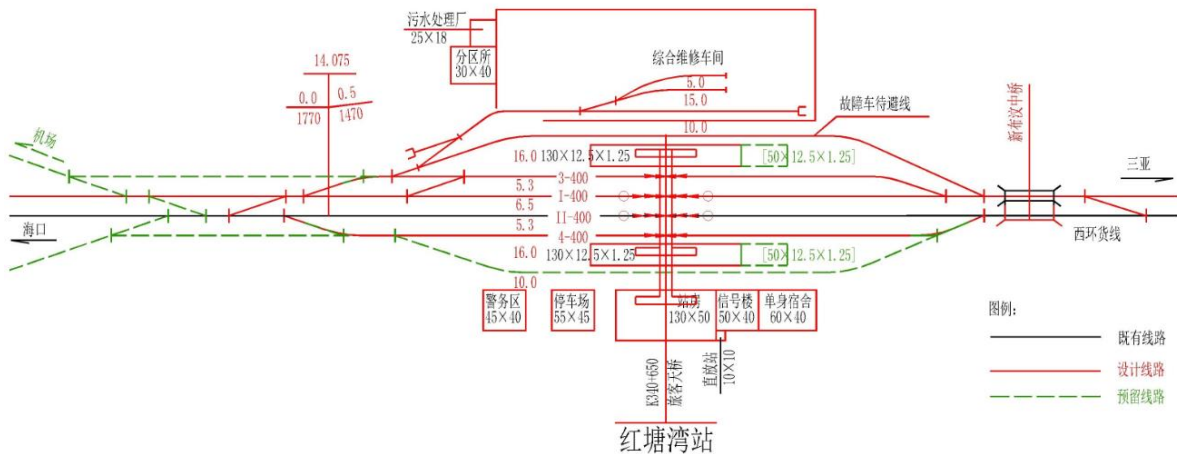 污水处理厂
25×18
分区所
30×40
综合维修车间
5.0
15.0
故障车待避线
新布汶中桥
14.075
0.0
0.5
1770
1470
机场
10.0
16.0
130×12.5×1.25
[50×12.5×1.25]
3-400
5.3
I-400
6.5
II-400
5.3
4-400
三亚
海口
西环货线
16.0
130×12.5×1.25
[50×12.5×1.25]
10.0
警务区
45×40
停车场
55×45
站房
130×50
信号楼
50×40
单身宿舍
60×40
K340+650
旅客天桥
直放站
10×10
红塘湾站
图例：
既有线路
设计线路
预留线路